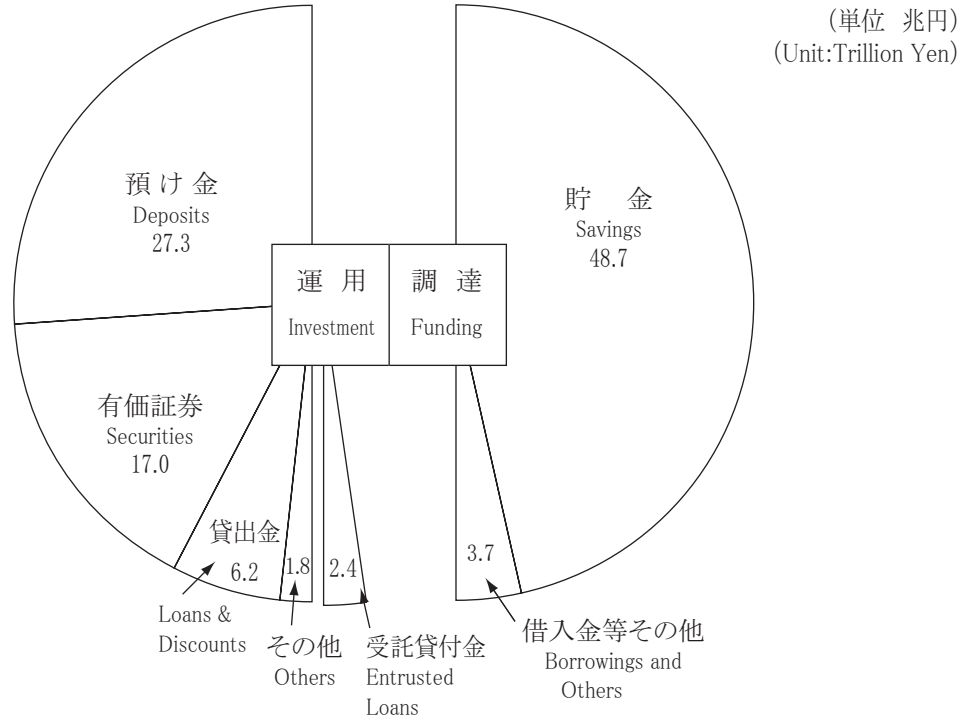 (単位 兆円)
(Unit:Trillion Yen)
預け金
Deposits
27.3
貯 金
Savings
48.7
運 用
Investment
調 達
Funding
有価証券
Securities
17.0
貸出金
6.2
Loans &
Discounts
1.8
その他
Others
2.4
受託貸付金
Entrusted
Loans
3.7
借入金等その他
Borrowings and
Others